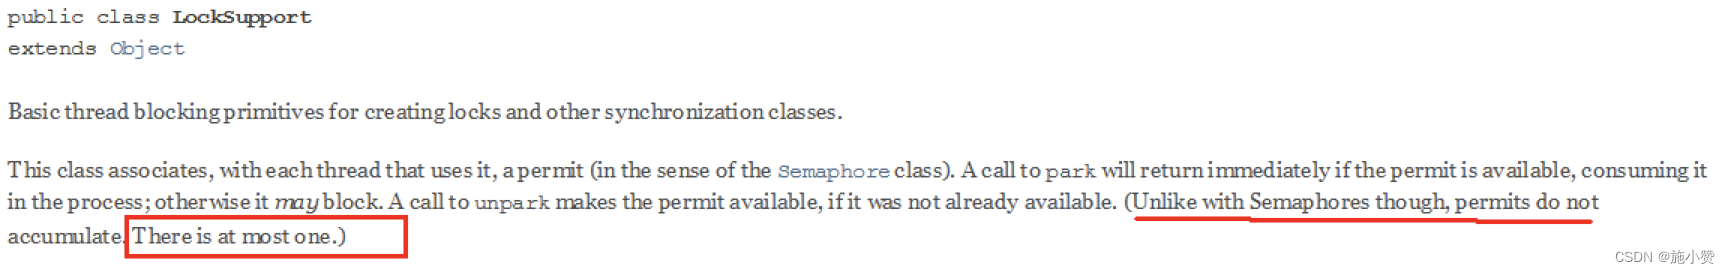 public class LockSupport
extends Object
Basic thread blocking primitives for creating locks and other synchronization classes.
This class associates, with each thread that uses it, a permit (in the sense of the Semaphore class). A call to park will return immediately if the permit is available, consuming it
in the process; otherwise it may block. A call to unpark makes the permit available, if it was not already available. (Unlike with Semaphores though, permits do not
accumulate. There is at most one.)
CSDN @施小赞